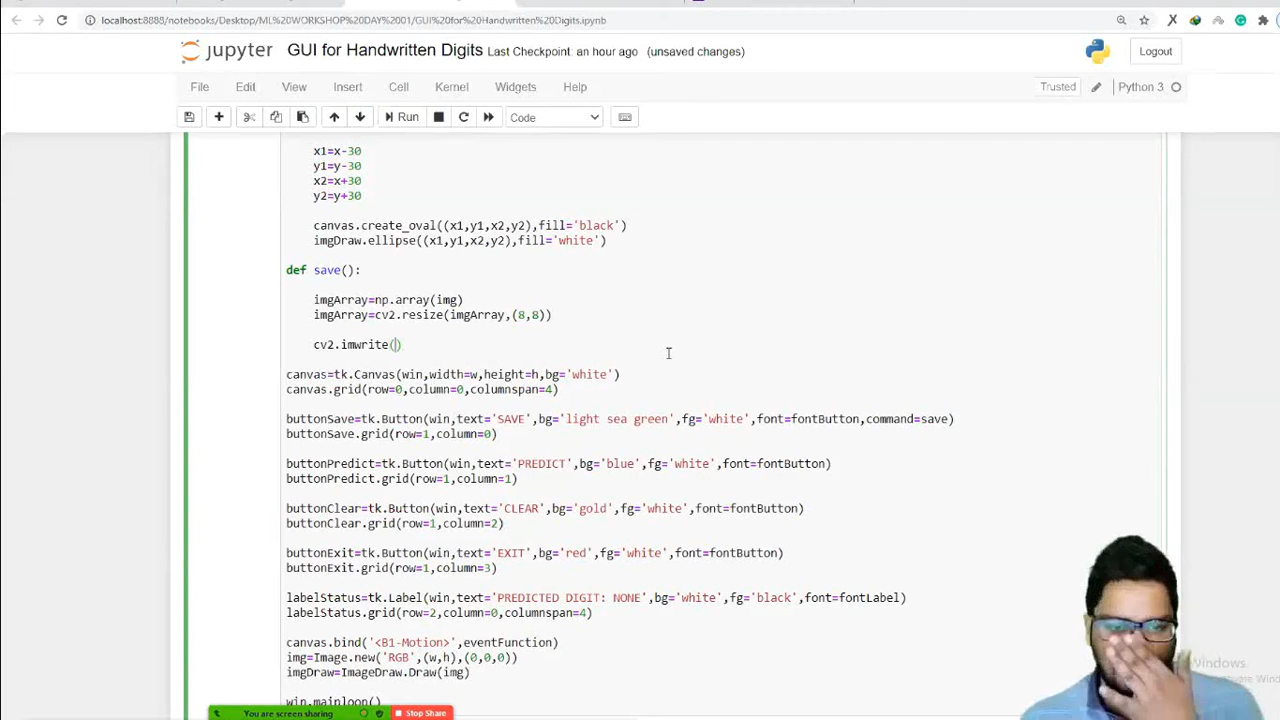 localhost:8888/notebooks/Desktop/ML%20WORKSHOP%20DAY%2001/GUI%20for%20Handwritten%20Digits.ipynb
jupyter GUI for Handwritten Digits Last Checkpoint: an hour ago (unsaved changes) Logout
File Edit View Insert Cell Kernel Widgets Help Trusted Python 3
Run Code
x1=x-30
y1=y-30
x2=x+30
y2=y+30
canvas.create_oval((x1,y1,x2,y2),fill='black')
imgDraw.ellipse((x1,y1,x2,y2),fill='white')
def save():
imgArray=np.array(img)
imgArray=cv2.resize(imgArray,(8,8))
cv2.imwrite()
canvas=tk.Canvas(win,width=w,height=h,bg='white')
canvas.grid(row=0,column=0,columnspan=4)
buttonSave=tk.Button(win,text='SAVE',bg='light sea green',fg='white',font=fontButton,command=save)
buttonSave.grid(row=1,column=0)
buttonPredict=tk.Button(win,text='PREDICT',bg='blue',fg='white',font=fontButton)
buttonPredict.grid(row=1,column=1)
buttonClear=tk.Button(win,text='CLEAR',bg='gold',fg='white',font=fontButton)
buttonClear.grid(row=1,column=2)
buttonExit=tk.Button(win,text='EXIT',bg='red',fg='white',font=fontButton)
buttonExit.grid(row=1,column=3)
labelStatus=tk.Label(win,text='PREDICTED DIGIT: NONE',bg='white',fg='black',font=fontLabel)
labelStatus.grid(row=2,column=0,columnspan=4)
canvas.bind('<B1-Motion>',eventFunction)
img=Image.new('RGB',(w,h),(0,0,0))
imgDraw=ImageDraw.Draw(img)
win.mainloop()
Windows
You are screen sharing Stop Share